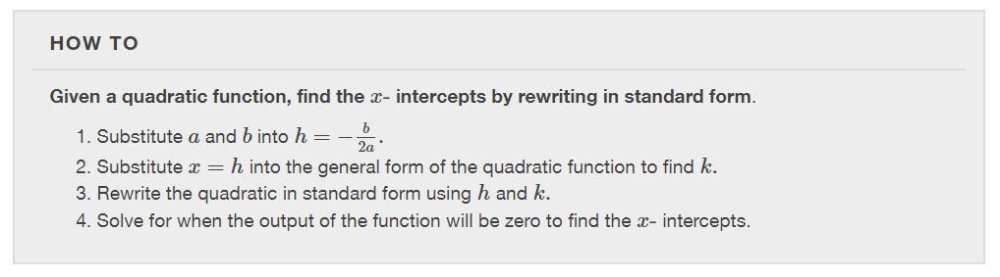 HOW TO
Given a quadratic function, find the x- intercepts by rewriting in standard form.
1. Substitute a and b into h = −b/2a.
2. Substitute x = h into the general form of the quadratic function to find k.
3. Rewrite the quadratic in standard form using h and k.
4. Solve for when the output of the function will be zero to find the x- intercepts.